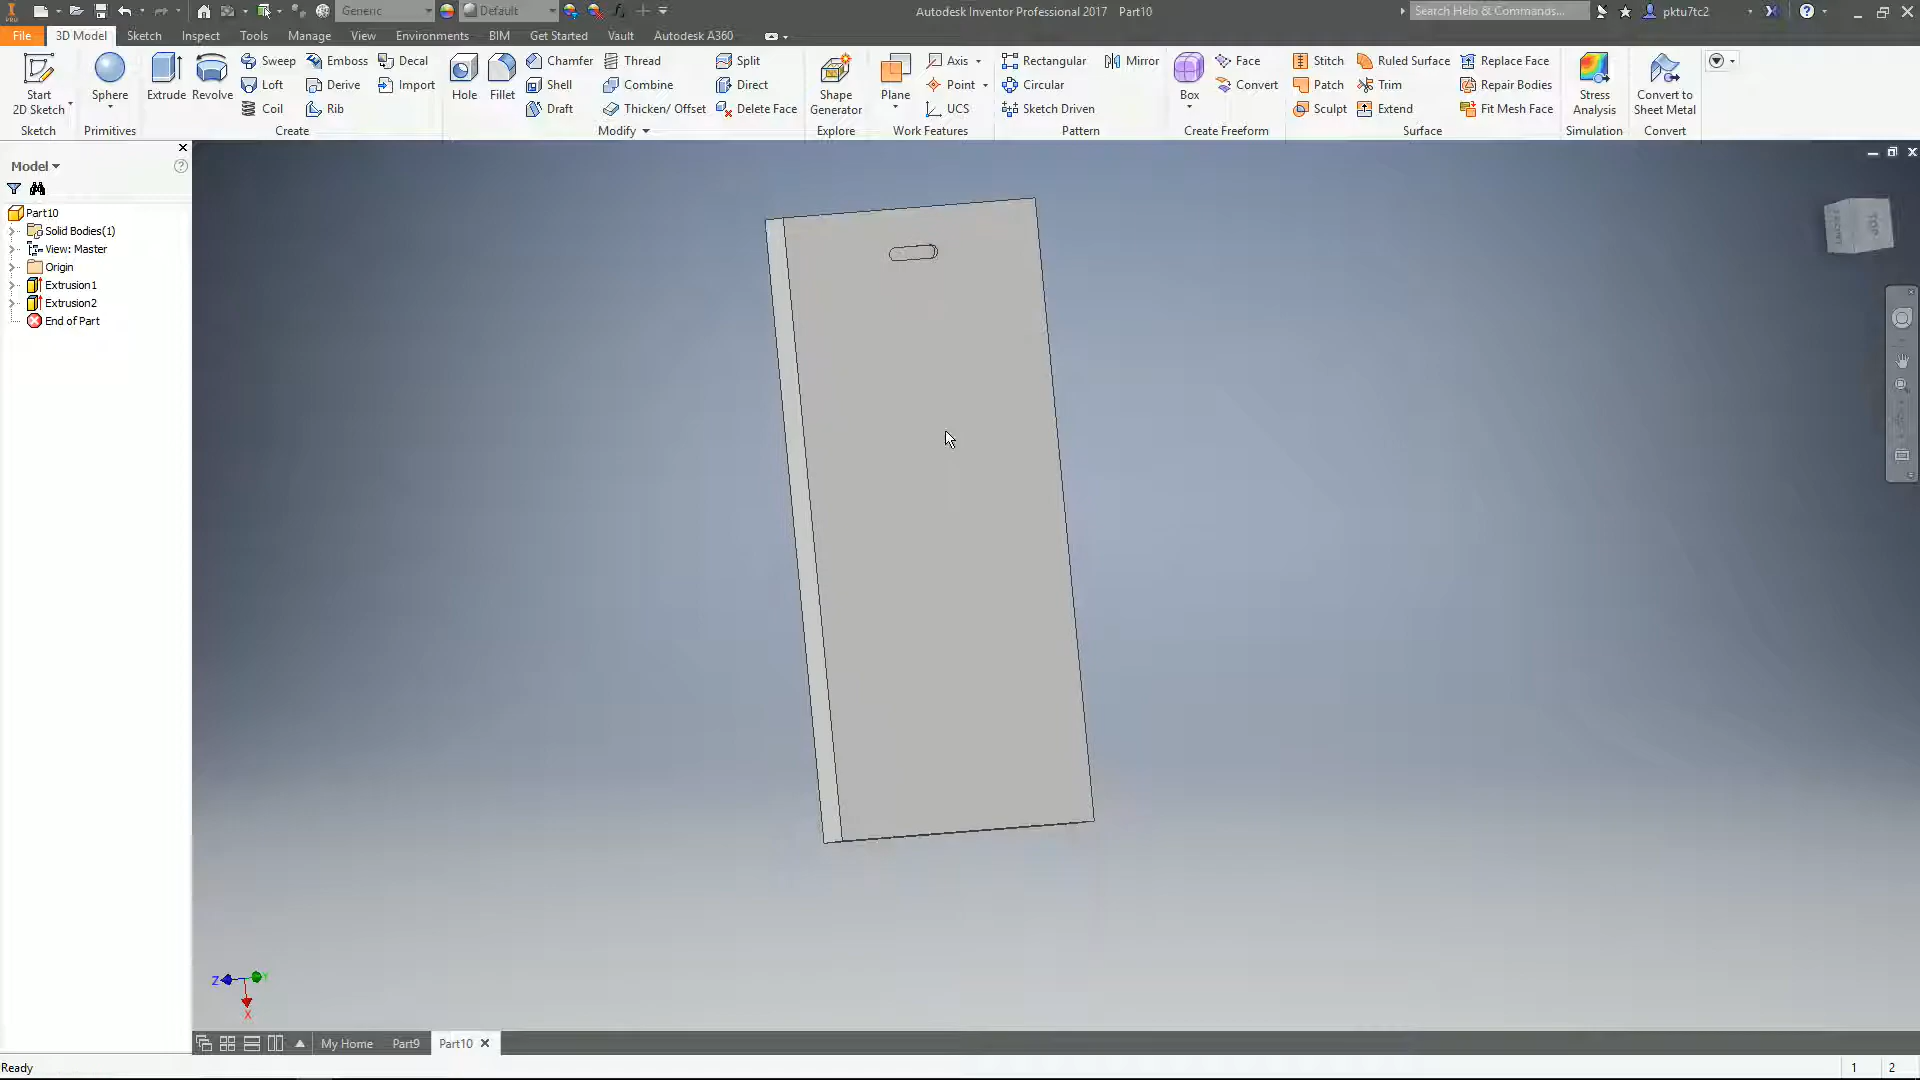 Generic
Default
Autodesk Inventor Professional 2017 Part10
Search Help & Commands...
pktu7tc2
File 3D Model Sketch Inspect Tools Manage View Environments BIM Get Started Vault Autodesk A360
Start
2D Sketch
Sketch
Sphere
Primitives
Extrude Revolve
Sweep Emboss Decal
Loft Derive Import
Coil Rib
Create
Hole Fillet
Chamfer Thread Split
Shell Combine Direct
Draft Thicken/ Offset Delete Face
Modify
Shape
Generator
Explore
Plane
Axis
Point
UCS
Work Features
Rectangular Mirror
Circular
Sketch Driven
Pattern
Box
Face
Convert
Create Freeform
Stitch Ruled Surface Replace Face
Patch Trim Repair Bodies
Sculpt Extend Fit Mesh Face
Surface
Stress
Analysis
Simulation
Convert to
Sheet Metal
Convert
Model
Part10
Solid Bodies(1)
View: Master
Origin
Extrusion1
Extrusion2
End of Part
TOP
Z
Y
X
My Home Part9 Part10
Ready
1 2